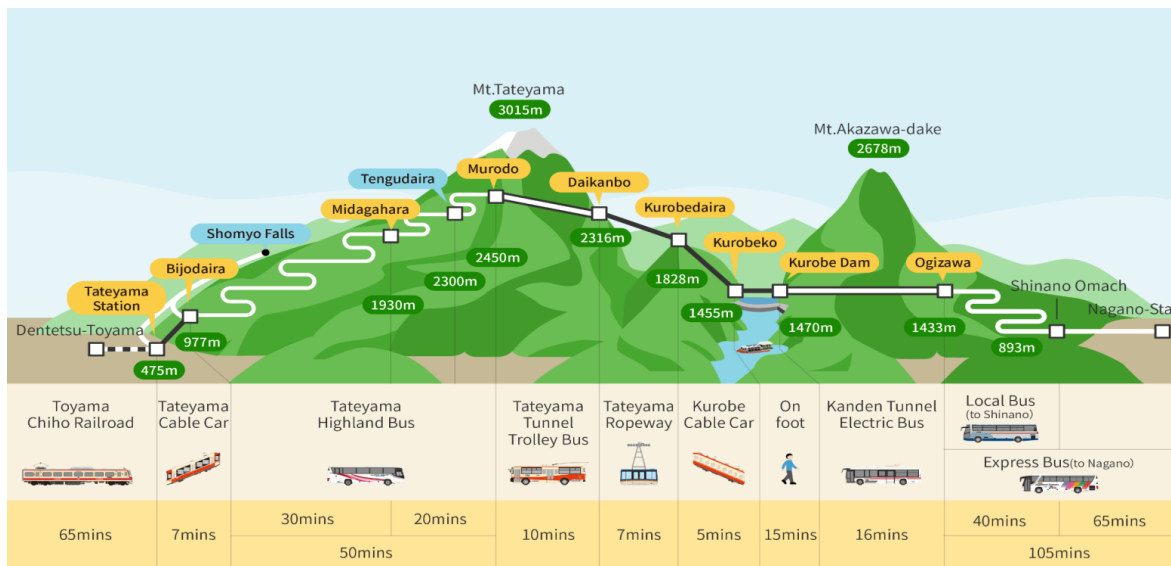 Mt.Tateyama
3015m
Mt.Akazawa-dake
2678m
Murodo
Tengudaira
Daikanbo
Midagahara
Kurobedaira
Shomyo Falls
Kurobeko
Bijodaira
Kurobe Dam
Ogizawa
Tateyama
Station
Shinano Omach
Dentetsu-Toyama
Nagano-Sta
2450m
2316m
2300m
1828m
1930m
1455m
1470m
1433m
977m
893m
475m
Toyama
Chiho Railroad
Tateyama
Cable Car
Tateyama
Highland Bus
Tateyama
Tunnel
Trolley Bus
Tateyama
Ropeway
Kurobe
Cable Car
On
foot
Kanden Tunnel
Electric Bus
Local Bus
(to Shinano)
Express Bus(to Nagano)
65mins
7mins
30mins
20mins
50mins
10mins
7mins
5mins
15mins
16mins
40mins
65mins
105mins